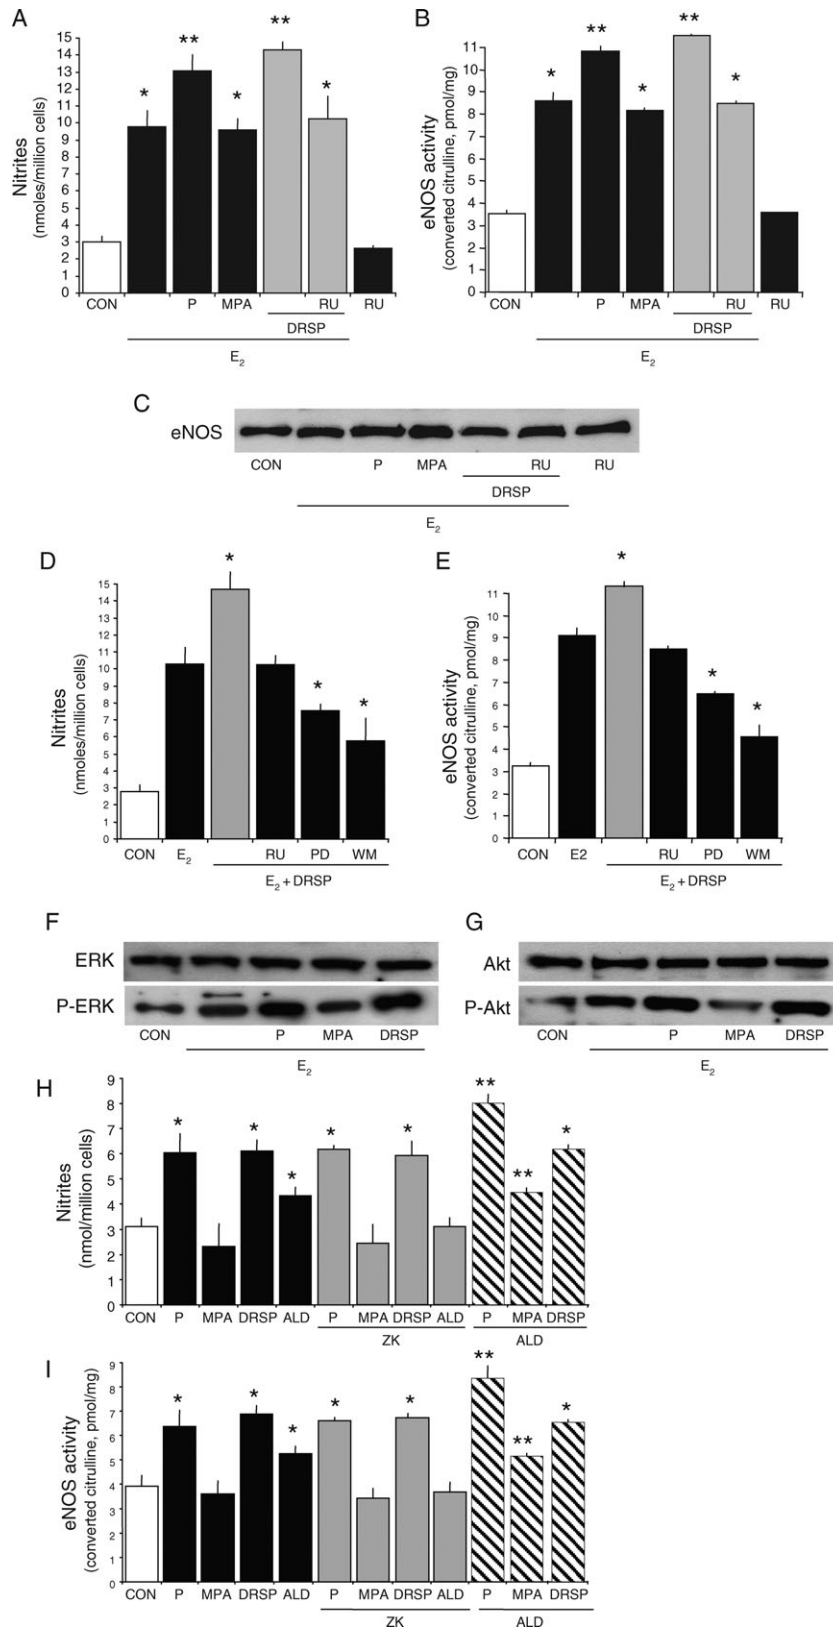 A
Nitrites
(nmoles/million cells)
15
14
13
12
11
10
9
8
7
6
5
4
3
2
1
0
* ** * ** *
CON P MPA RU RU
DRSP
E2
B
eNOS activity
(converted citrulline, pmol/mg)
11
10
9
8
7
6
5
4
3
2
1
0
* ** * ** *
CON P MPA RU RU
DRSP
E2
C
eNOS
CON P MPA RU RU
DRSP
E2
D
Nitrites
(nmoles/million cells)
15
14
13
12
11
10
9
8
7
6
5
4
3
2
1
0
* * *
CON E2 RU PD WM
E2 + DRSP
E
eNOS activity
(converted citrulline, pmol/mg)
11
10
9
8
7
6
5
4
3
2
1
0
* * *
CON E2 RU PD WM
E2 + DRSP
F
ERK
P-ERK
CON P MPA DRSP
E2
G
Akt
P-Akt
CON P MPA DRSP
E2
H
Nitrites
(nmol/million cells)
9
8
7
6
5
4
3
2
1
0
* * * * * ** ** *
CON P MPA DRSP ALD P MPA DRSP ALD P MPA DRSP
ZK ALD
I
eNOS activity
(converted citrulline, pmol/mg)
9
8
7
6
5
4
3
2
1
0
* * * * * ** ** *
CON P MPA DRSP ALD P MPA DRSP ALD P MPA DRSP
ZK ALD